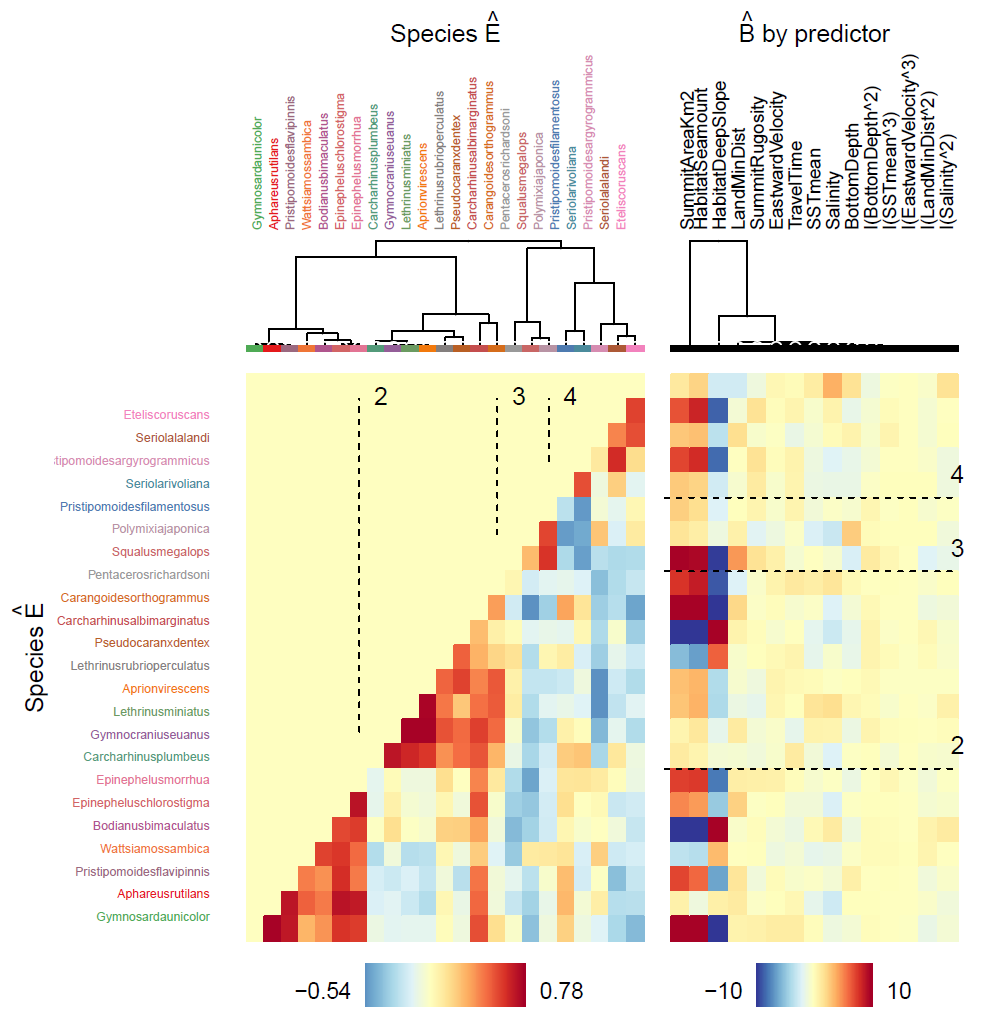 Species Ê
B̂ by predictor
Gymnosardaunicolor
Aphareusrutilans
Pristipomoidesflavipinnis
Wattsiamossambica
Bodianusbimaculatus
Epinepheluschlorostigma
Epinephelusmorrhua
Carcharhinusplumbeus
Gymnocraniuseuanus
Lethrinusminiatus
Aprionvirescens
Lethrinusrubrioperculatus
Pseudocaranxdentex
Carcharhinusalbimarginatus
Carangoidesorthogrammus
Pentacerosrichardsoni
Squalusmegalops
Polymixiajaponica
Pristipomoidesfilamentosus
Seriolarivoliana
Pristipomoidesargyrogrammicus
Seriolalalandi
Eteliscoruscans
SummitAreaKm2
HabitatSeamount
HabitatDeepSlope
LandMinDist
SummitRugosity
EastwardVelocity
TravelTime
SSTmean
Salinity
BottomDepth
I(BottomDepth^2)
I(SSTmean^3)
I(EastwardVelocity^3)
I(LandMinDist^2)
I(Salinity^2)
2
3
4
Eteliscoruscans
Seriolalalandi
stipomoidesargyrogrammicus
Seriolarivoliana
Pristipomoidesfilamentosus
Polymixiajaponica
Squalusmegalops
Pentacerosrichardsoni
Carangoidesorthogrammus
Carcharhinusalbimarginatus
Pseudocaranxdentex
Lethrinusrubrioperculatus
Aprionvirescens
Lethrinusminiatus
Gymnocraniuseuanus
Carcharhinusplumbeus
Epinephelusmorrhua
Epinepheluschlorostigma
Bodianusbimaculatus
Wattsiamossambica
Pristipomoidesflavipinnis
Aphareusrutilans
Gymnosardaunicolor
Species Ê
4
3
2
−0.54
0.78
−10
10